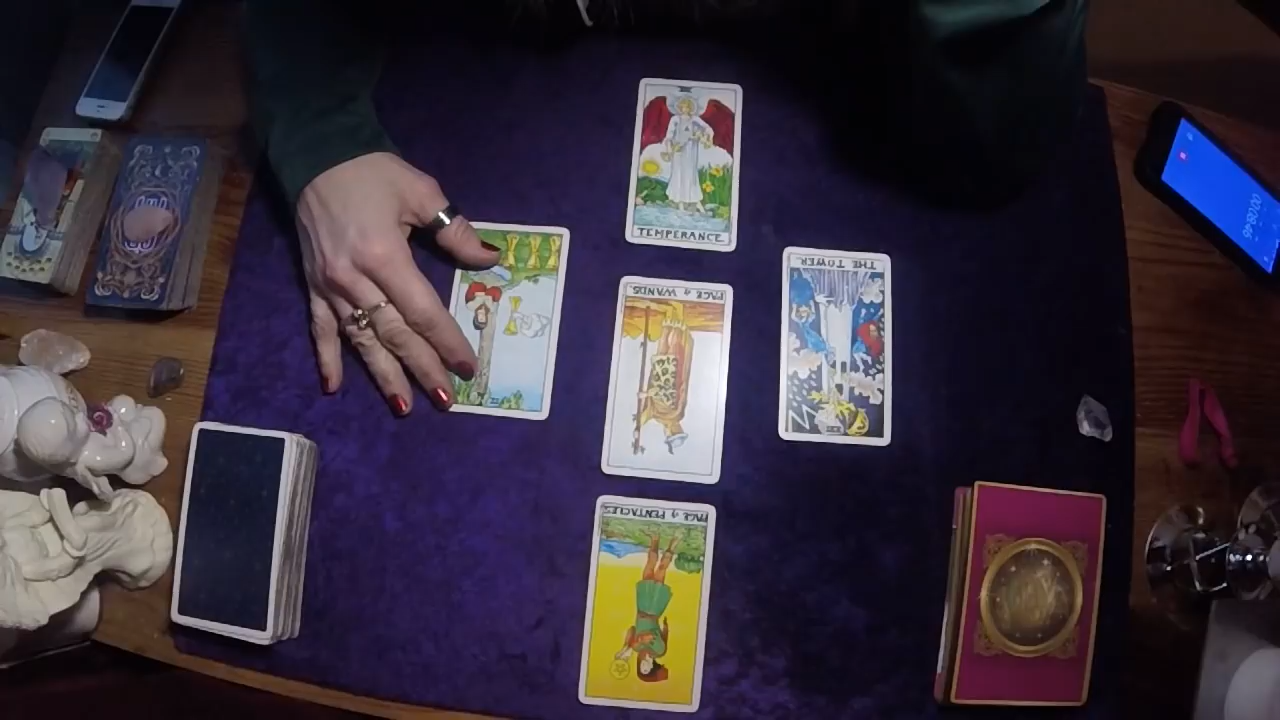 TEMPERANCE.
THE TOWER.
PAGE of WANDS.
PAGE of PENTACLES.